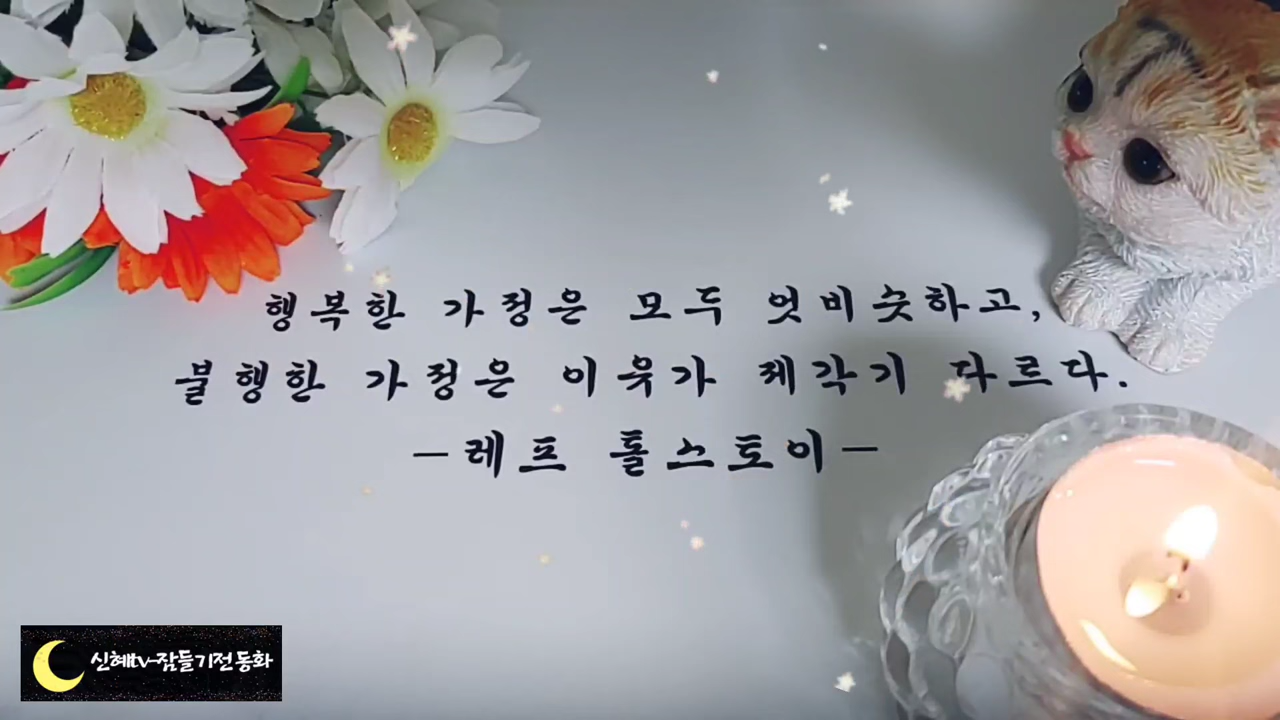 행복한 가정은 모두 엇비슷하고,
불행한 가정은 이윳가 제각기 다르다.
-레프 톨스토이-
신혜tv-잠들기전 동화